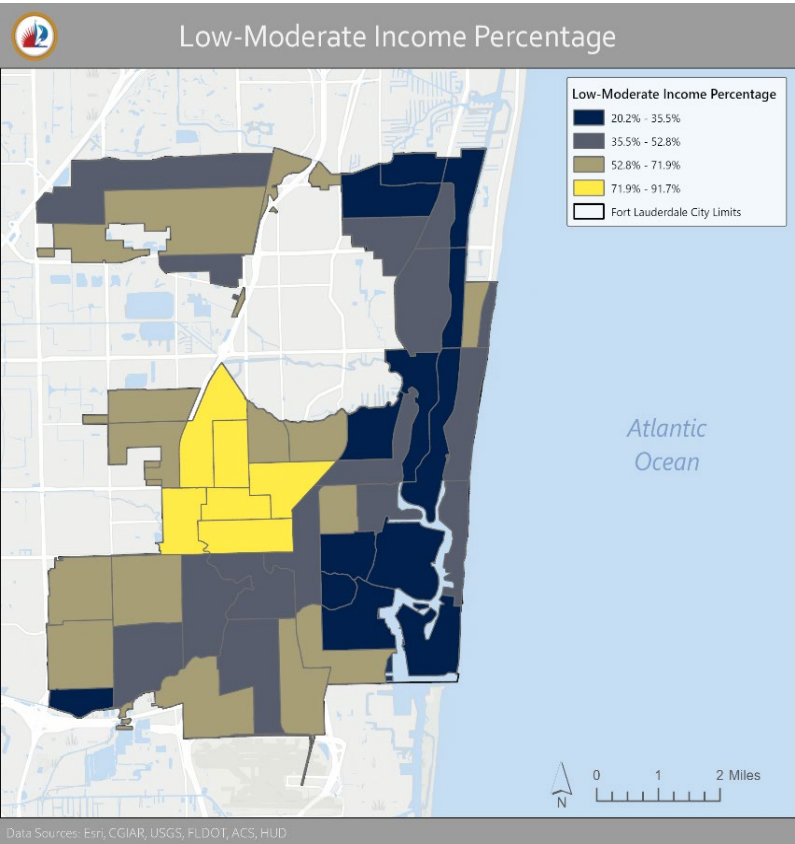 Low-Moderate Income Percentage
Low-Moderate Income Percentage
20.2% - 35.5%
35.5% - 52.8%
52.8% - 71.9%
71.9% - 91.7%
Fort Lauderdale City Limits
Atlantic
Ocean
0 1 2 Miles
N
Data Sources: Esri, CGIAR, USGS, FLDOT, ACS, HUD